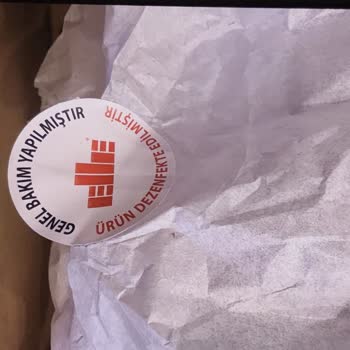 GENEL BAKIM YAPILMIŞTIR
ÜRÜN DEZENFEKTE EDİLMİŞTİR